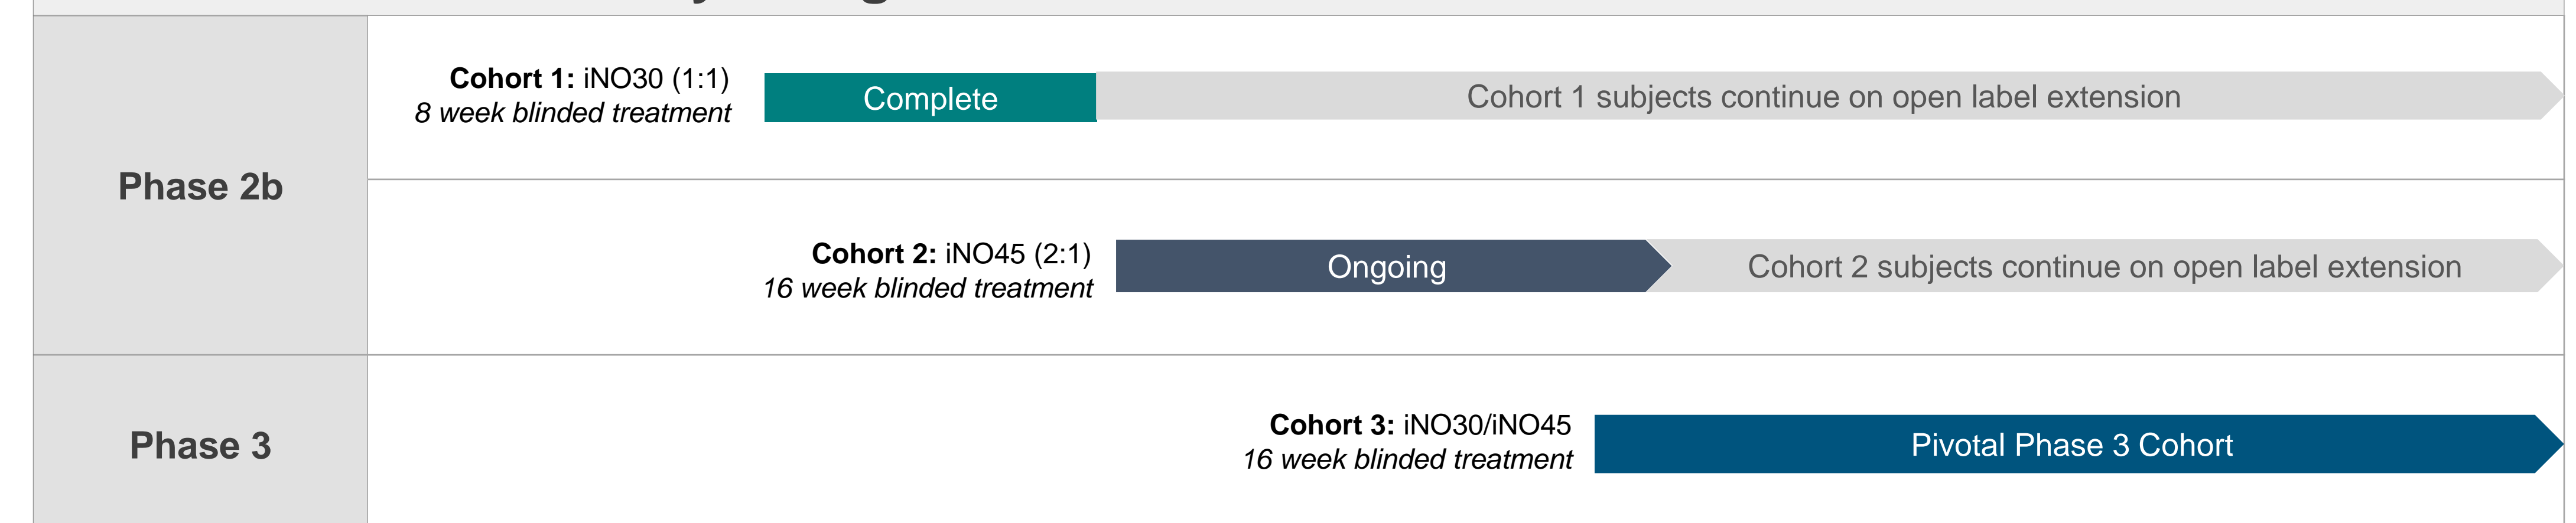 Phase 2b
Cohort 1: iNO30 (1:1)
8 week blinded treatment
Complete
Cohort 1 subjects continue on open label extension
Cohort 2: iNO45 (2:1)
16 week blinded treatment
Ongoing
Cohort 2 subjects continue on open label extension
Phase 3
Cohort 3: iNO30/iNO45
16 week blinded treatment
Pivotal Phase 3 Cohort